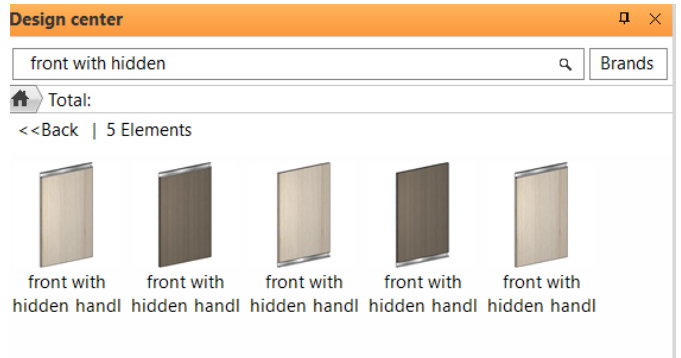 Design center
front with hidden
Brands
Total:
<<Back | 5 Elements
front with front with front with front with front with
hidden handl hidden handl hidden handl hidden handl hidden handl